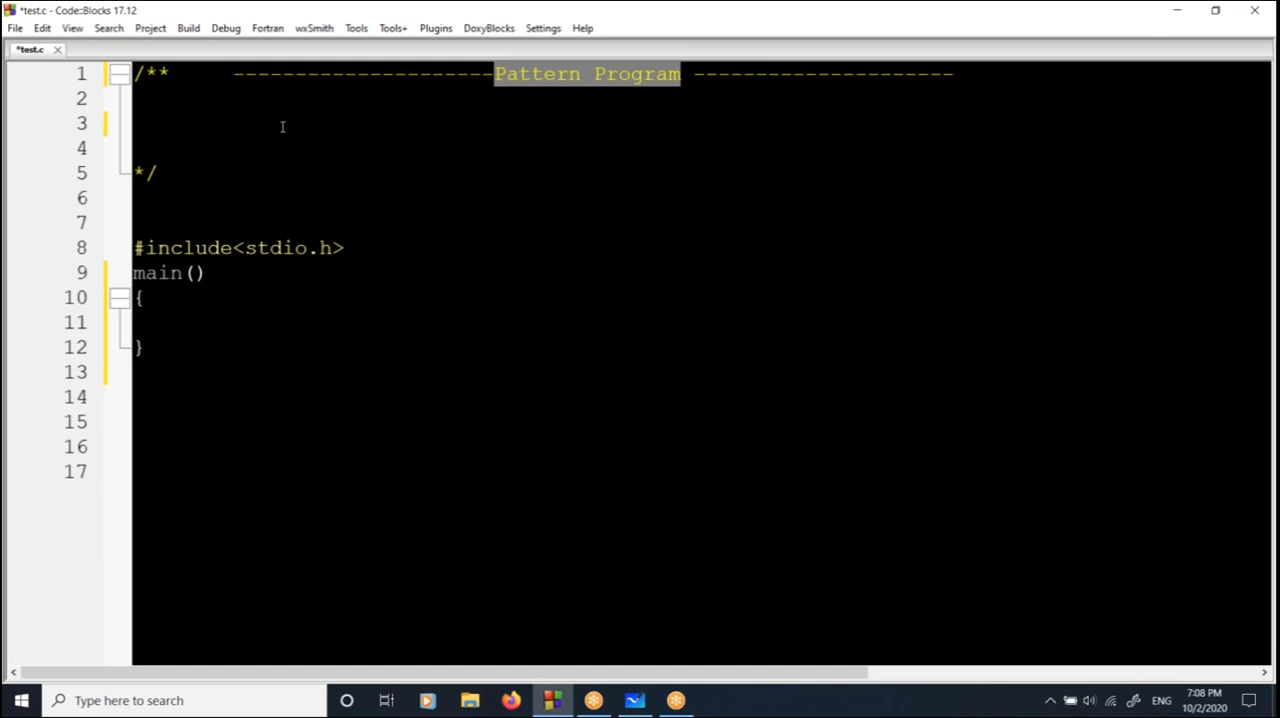 *test.c - Code::Blocks 17.12
File Edit View Search Project Build Debug Fortran wxSmith Tools Tools+ Plugins DoxyBlocks Settings Help
*test.c
1 /** ---------------------Pattern Program ---------------------
2
3
4
5 */
6
7
8 #include<stdio.h>
9 main()
10 {
11
12 }
13
14
15
16
17
Type here to search
ENG
7:08 PM
10/2/2020